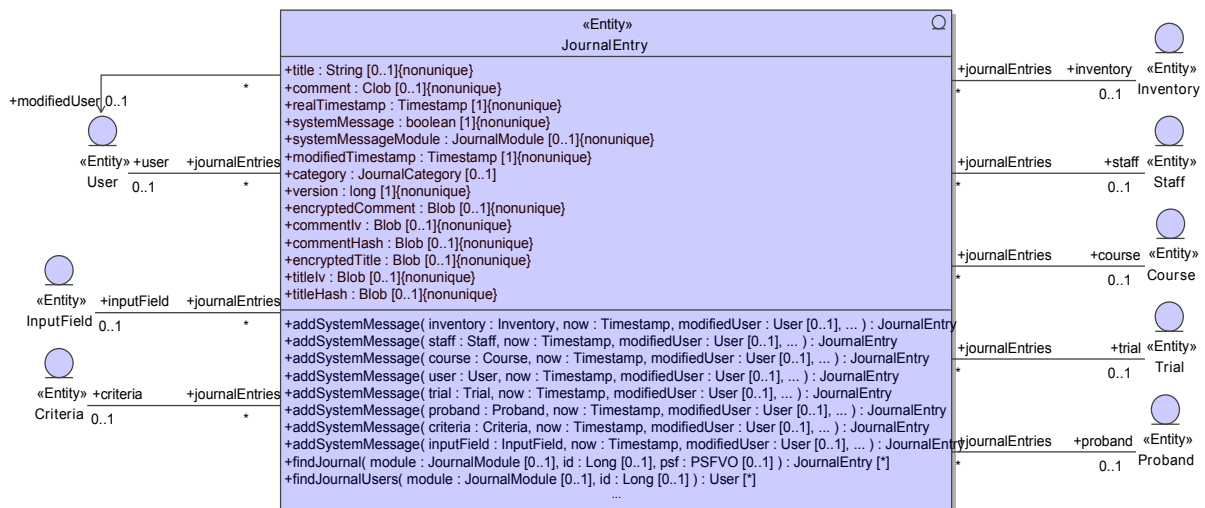 «Entity»
JournalEntry
+title : String [0..1]{nonunique}
+comment : Clob [0..1]{nonunique}
+realTimestamp : Timestamp [1]{nonunique}
+systemMessage : boolean [1]{nonunique}
+systemMessageModule : JournalModule [0..1]{nonunique}
+modifiedTimestamp : Timestamp [1]{nonunique}
+category : JournalCategory [0..1]
+version : long [1]{nonunique}
+encryptedComment : Blob [0..1]{nonunique}
+commentIv : Blob [0..1]{nonunique}
+commentHash : Blob [0..1]{nonunique}
+encryptedTitle : Blob [0..1]{nonunique}
+titleIv : Blob [0..1]{nonunique}
+titleHash : Blob [0..1]{nonunique}
+addSystemMessage( inventory : Inventory, now : Timestamp, modifiedUser : User [0..1], ... ) : JournalEntry
+addSystemMessage( staff : Staff, now : Timestamp, modifiedUser : User [0..1], ... ) : JournalEntry
+addSystemMessage( course : Course, now : Timestamp, modifiedUser : User [0..1], ... ) : JournalEntry
+addSystemMessage( user : User, now : Timestamp, modifiedUser : User [0..1], ... ) : JournalEntry
+addSystemMessage( trial : Trial, now : Timestamp, modifiedUser : User [0..1], ... ) : JournalEntry
+addSystemMessage( proband : Proband, now : Timestamp, modifiedUser : User [0..1], ... ) : JournalEntry
+addSystemMessage( criteria : Criteria, now : Timestamp, modifiedUser : User [0..1], ... ) : JournalEntry
+addSystemMessage( inputField : InputField, now : Timestamp, modifiedUser : User [0..1], ... ) : JournalEntry
+findJournal( module : JournalModule [0..1], id : Long [0..1], psf : PSFVO [0..1] ) : JournalEntry [*]
+findJournalUsers( module : JournalModule [0..1], id : Long [0..1] ) : User [*]
...
+modifiedUser 0..1
*
«Entity»
User
+user
0..1
+journalEntries
*
«Entity»
InputField
+inputField
0..1
+journalEntries
*
«Entity»
Criteria
+criteria
0..1
+journalEntries
*
+journalEntries
*
+inventory
0..1
«Entity»
Inventory
+journalEntries
*
+staff
0..1
«Entity»
Staff
+journalEntries
*
+course
0..1
«Entity»
Course
+journalEntries
*
+trial
0..1
«Entity»
Trial
+journalEntries
*
+proband
0..1
«Entity»
Proband